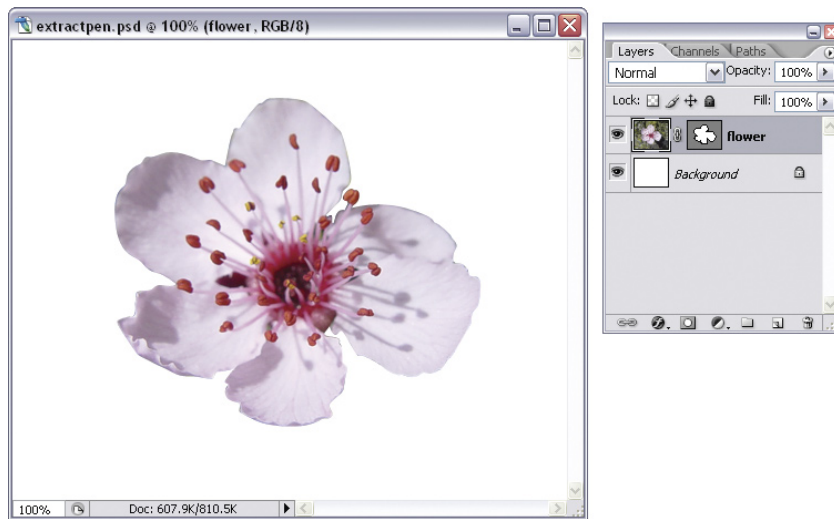 extractpen.psd @ 100% (flower, RGB/8)
Layers Channels Paths
Normal Opacity: 100%
Lock: Fill: 100%
flower
Background
100% Doc: 607.9K/810.5K